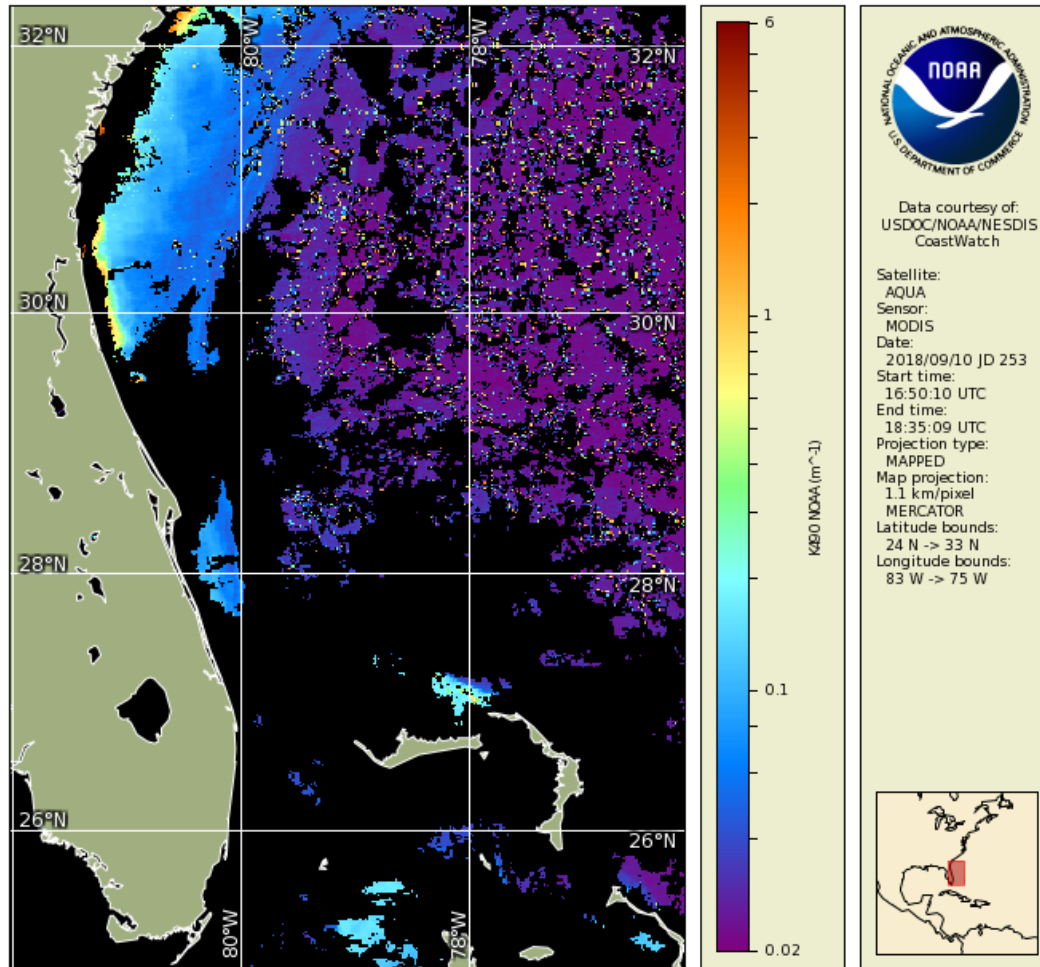 32°N
80°W
78°W
32°N
30°N
30°N
28°N
28°N
26°N
26°N
80°W
78°W
6
1
0.1
0.02
K490 NOAA (m^-1)
NATIONAL OCEANIC AND ATMOSPHERIC ADMINISTRATION
NOAA
U.S. DEPARTMENT OF COMMERCE
Data courtesy of:
USDOC/NOAA/NESDIS
CoastWatch
Satellite:
AQUA
Sensor:
MODIS
Date:
2018/09/10 JD 253
Start time:
16:50:10 UTC
End time:
18:35:09 UTC
Projection type:
MAPPED
Map projection:
1.1 km/pixel
MERCATOR
Latitude bounds:
24 N -> 33 N
Longitude bounds:
83 W -> 75 W